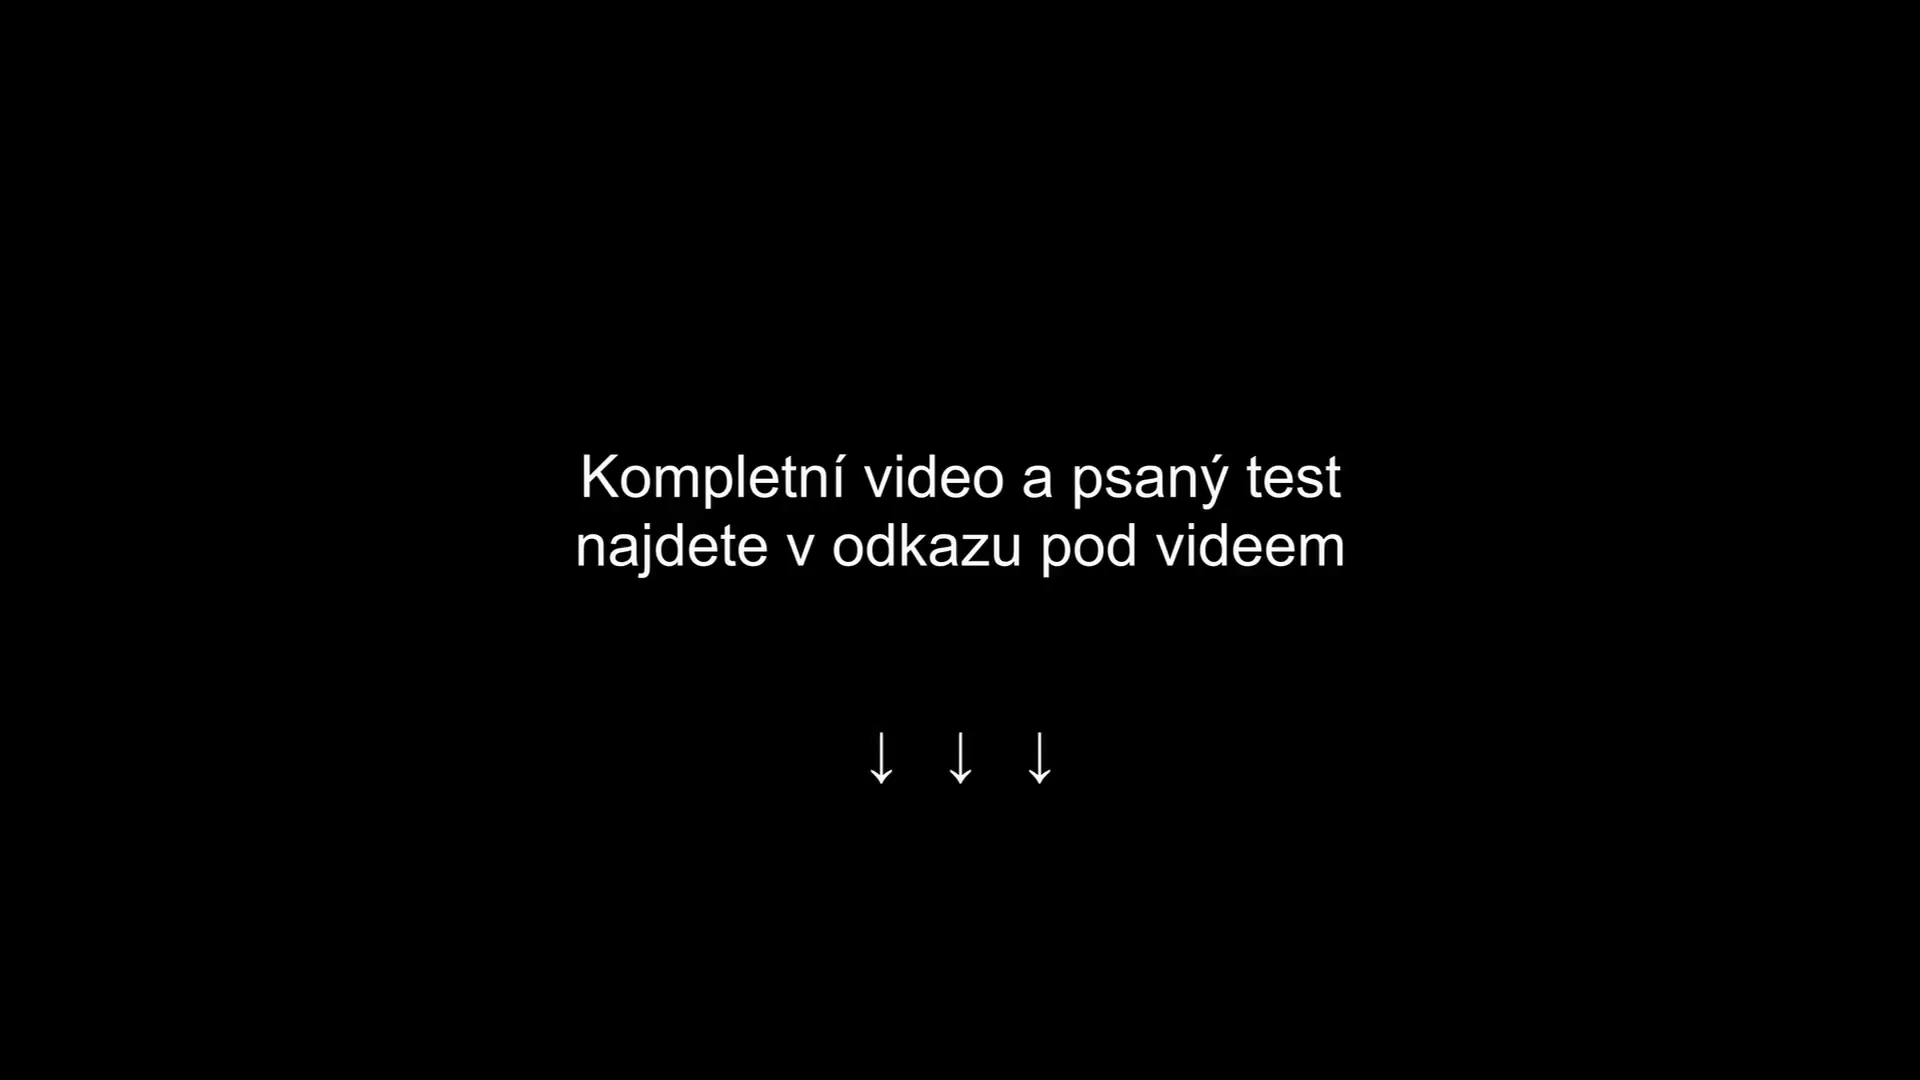 Kompletní video a psaný test
najdete v odkazu pod videem
↓ ↓ ↓